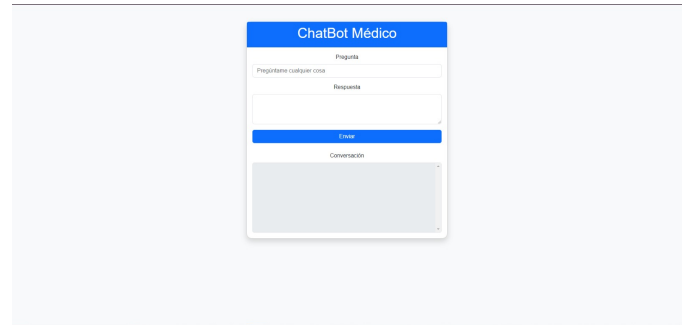 ChatBot Médico
Pregunta
Pregúntame cualquier cosa
Respuesta
Enviar
Conversación